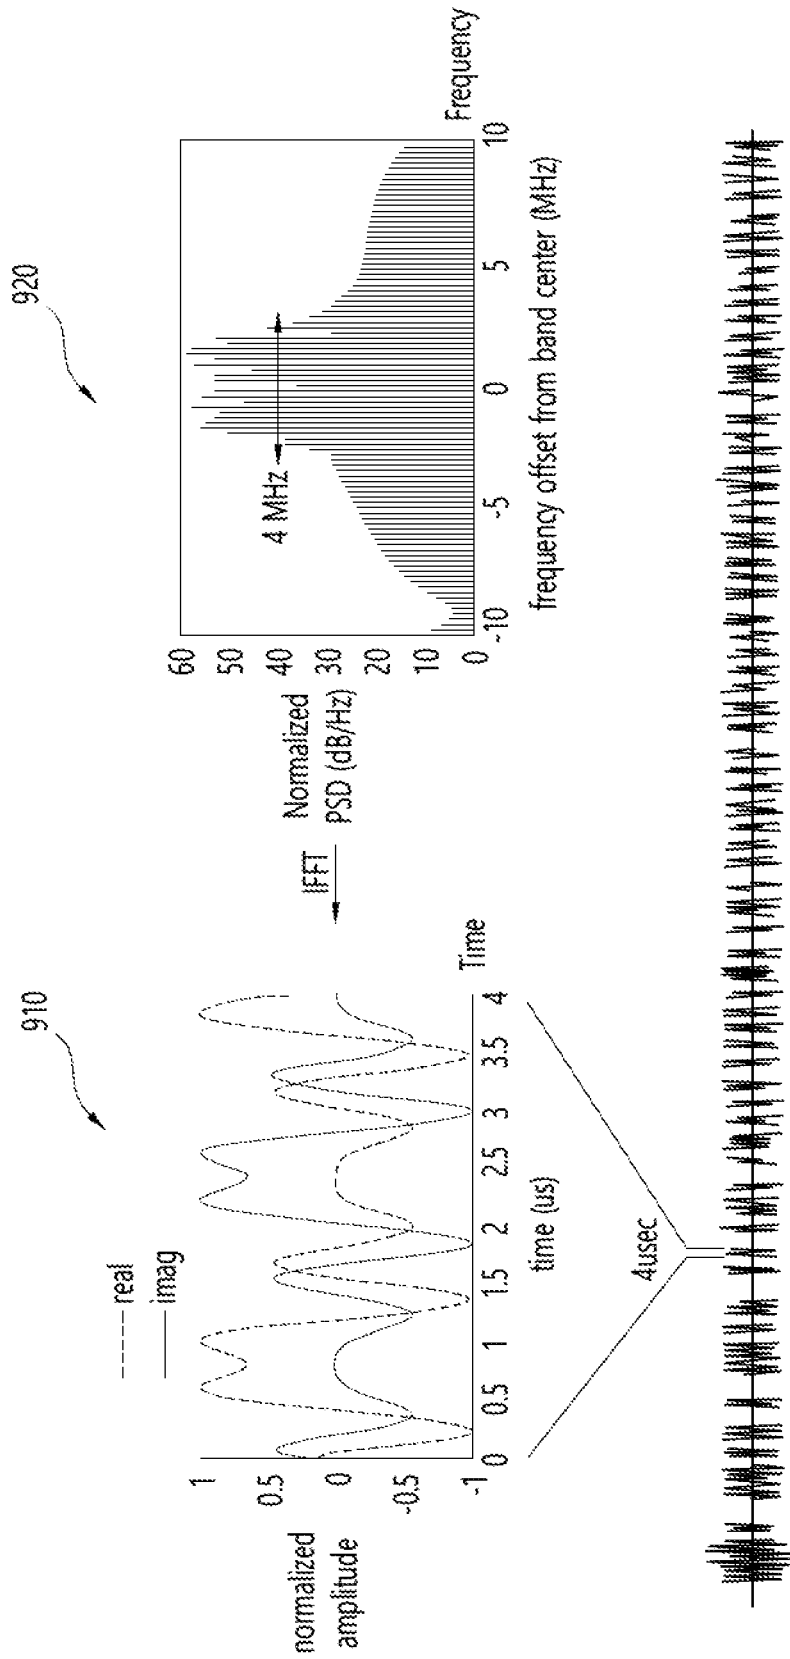 910
real
imag
normalized
amplitude
1
0.5
0
-0.5
-1
0
0.5
1
1.5
2
2.5
3
3.5
4
Time
time (us)
IFFT
920
Normalized
PSD (dB/Hz)
60
50
40
30
20
10
0
4 MHz
-10
-5
0
5
10
Frequency
frequency offset from band center (MHz)
4usec